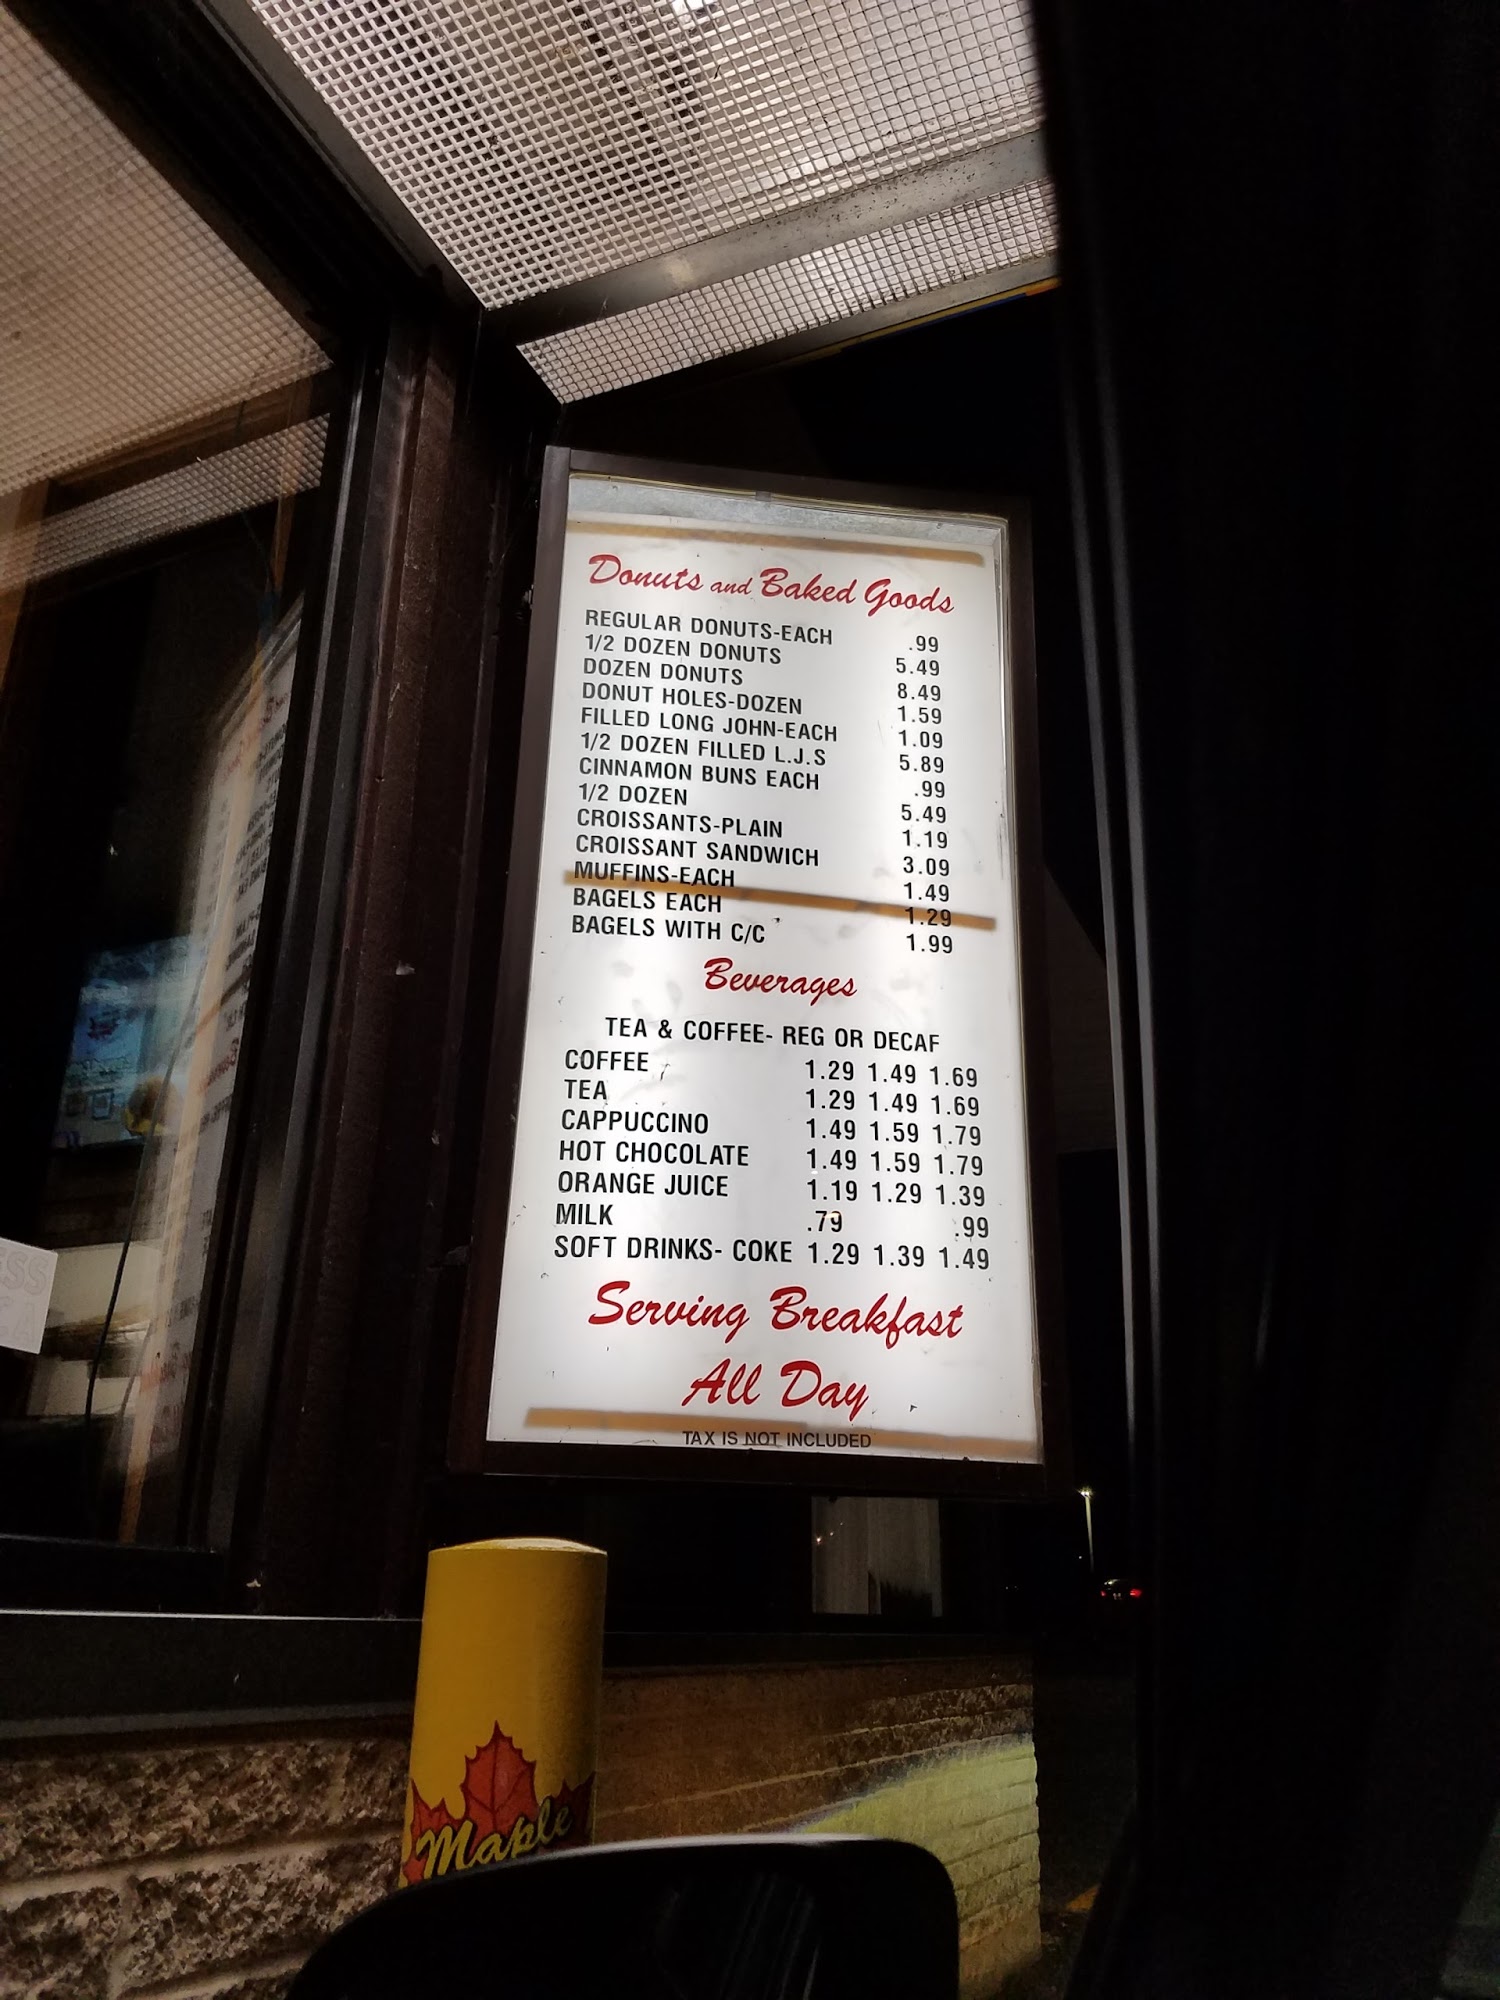 Donuts and Baked Goods
REGULAR DONUTS-EACH .99
1/2 DOZEN DONUTS 5.49
DOZEN DONUTS 8.49
DONUT HOLES-DOZEN 1.59
FILLED LONG JOHN-EACH 1.09
1/2 DOZEN FILLED L.J.S 5.89
CINNAMON BUNS EACH .99
1/2 DOZEN 5.49
CROISSANTS-PLAIN 1.19
CROISSANT SANDWICH 3.09
MUFFINS-EACH 1.49
BAGELS EACH 1.29
BAGELS WITH C/C 1.99
Beverages
TEA & COFFEE- REG OR DECAF
COFFEE 1.29 1.49 1.69
TEA 1.29 1.49 1.69
CAPPUCCINO 1.49 1.59 1.79
HOT CHOCOLATE 1.49 1.59 1.79
ORANGE JUICE 1.19 1.29 1.39
MILK .79 .99
SOFT DRINKS- COKE 1.29 1.39 1.49
Serving Breakfast
All Day
TAX IS NOT INCLUDED
Maple